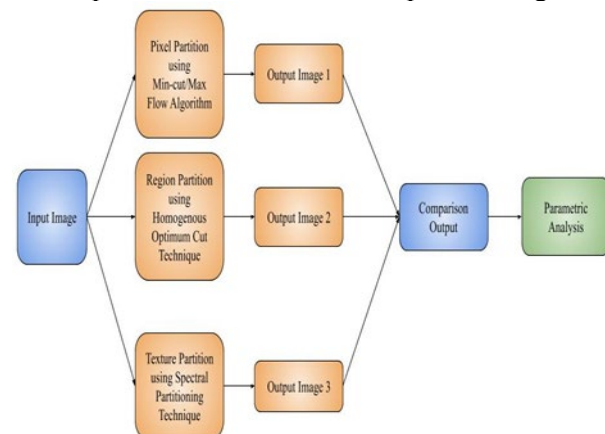 Pixel Partition
using
Min-cut/Max
Flow Algorithm
Output Image 1
Input Image
Region Partition
using
Homogenous
Optimum Cut
Technique
Output Image 2
Comparison
Output
Parametric
Analysis
Texture Partition
using Spectral
Partitioning
Technique
Output Image 3